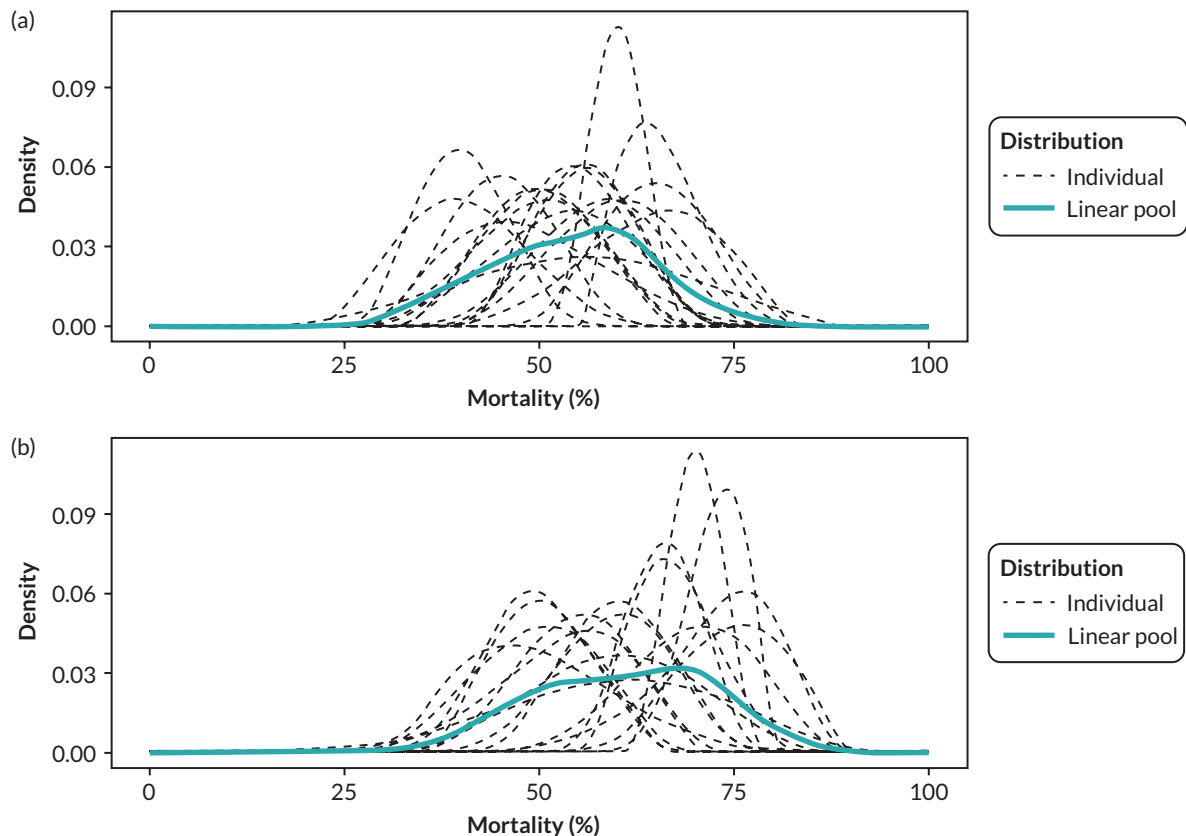 (a)
Density
0.09
0.06
0.03
0.00
0 25 50 75 100
Mortality (%)
Distribution
Individual
Linear pool
(b)
Density
0.09
0.06
0.03
0.00
0 25 50 75 100
Mortality (%)
Distribution
Individual
Linear pool